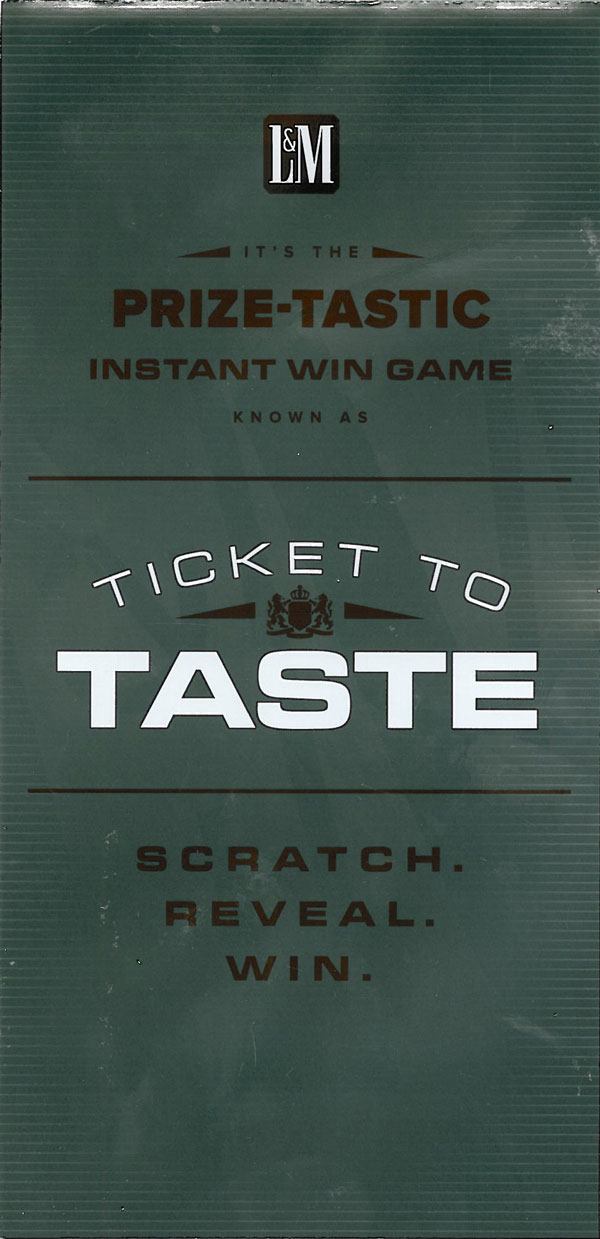 L&M
IT'S THE
PRIZE-TASTIC
INSTANT WIN GAME
KNOWN AS
TICKET TO
TASTE
SCRATCH.
REVEAL.
WIN.